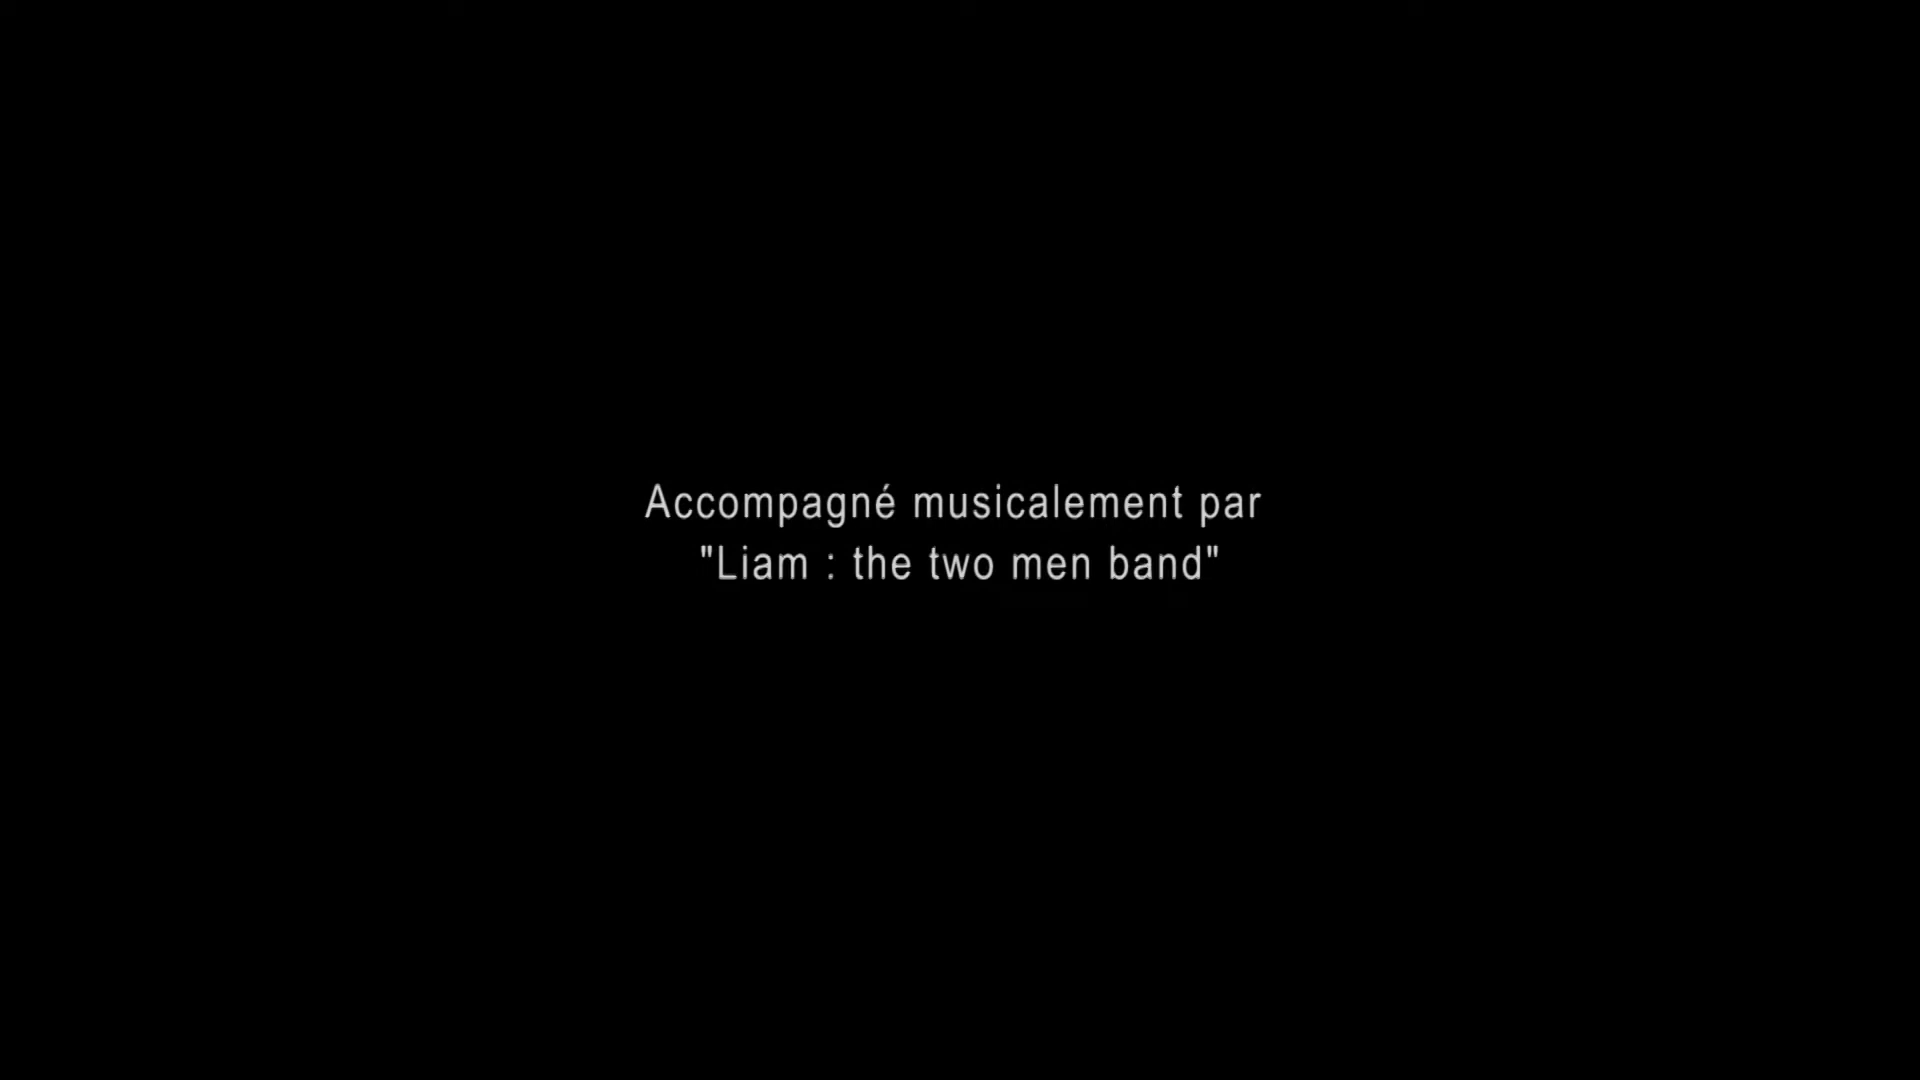 Accompagné musicalement par
"Liam : the two men band"